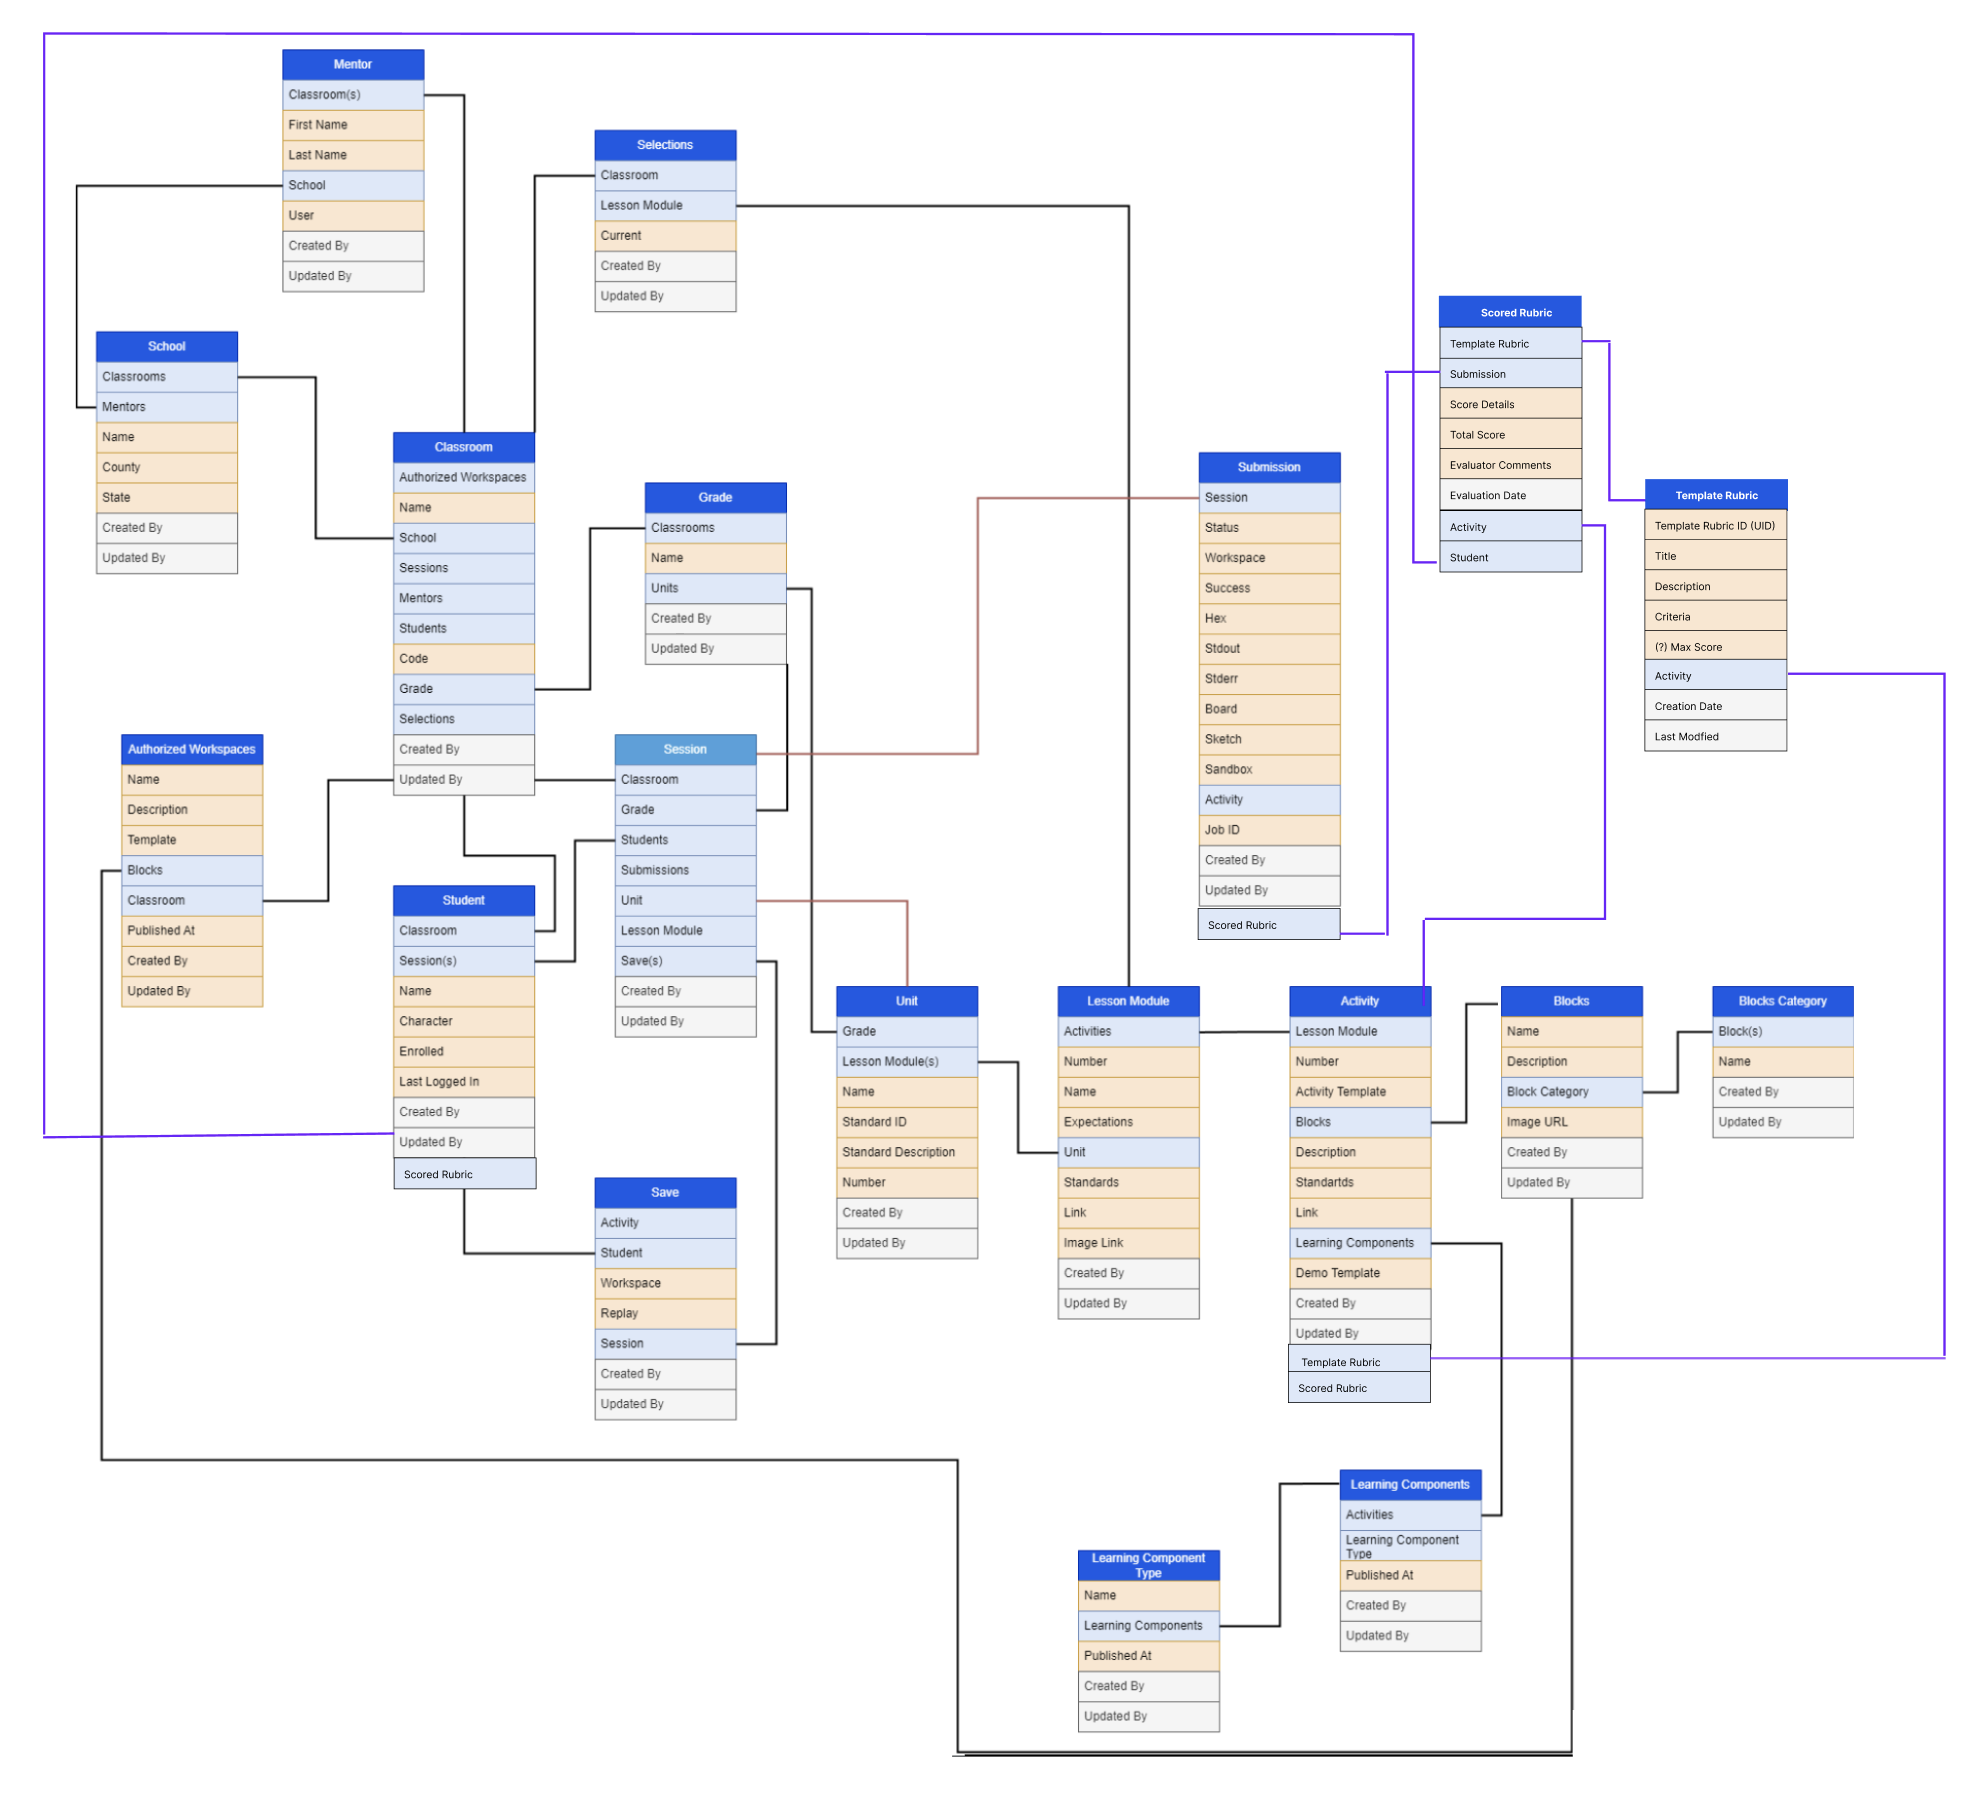 Mentor
Classroom(s)
First Name
Last Name
School
User
Created By
Updated By
Selections
Classroom
Lesson Module
Current
Created By
Updated By
School
Classrooms
Mentors
Name
County
State
Created By
Updated By
Classroom
Authorized Workspaces
Name
School
Sessions
Mentors
Students
Code
Grade
Selections
Created By
Updated By
Grade
Classrooms
Name
Units
Created By
Updated By
Submission
Session
Status
Workspace
Success
Hex
Stdout
Stderr
Board
Sketch
Sandbox
Activity
Job ID
Created By
Updated By
Scored Rubric
Scored Rubric
Template Rubric
Submission
Score Details
Total Score
Evaluator Comments
Evaluation Date
Activity
Student
Template Rubric
Template Rubric ID (UID)
Title
Description
Criteria
(?) Max Score
Activity
Creation Date
Last Modfied
Authorized Workspaces
Name
Description
Template
Blocks
Classroom
Published At
Created By
Updated By
Session
Classroom
Grade
Students
Submissions
Unit
Lesson Module
Save(s)
Created By
Updated By
Student
Classroom
Session(s)
Name
Character
Enrolled
Last Logged In
Created By
Updated By
Scored Rubric
Save
Activity
Student
Workspace
Replay
Session
Created By
Updated By
Unit
Grade
Lesson Module(s)
Name
Standard ID
Standard Description
Number
Created By
Updated By
Lesson Module
Activities
Number
Name
Expectations
Unit
Standards
Link
Image Link
Created By
Updated By
Activity
Lesson Module
Number
Activity Template
Blocks
Description
Standartds
Link
Learning Components
Demo Template
Created By
Updated By
Template Rubric
Scored Rubric
Blocks
Name
Description
Block Category
Image URL
Created By
Updated By
Blocks Category
Block(s)
Name
Created By
Updated By
Learning Components
Activities
Learning Component
Type
Published At
Created By
Updated By
Learning Component
Type
Name
Learning Components
Published At
Created By
Updated By